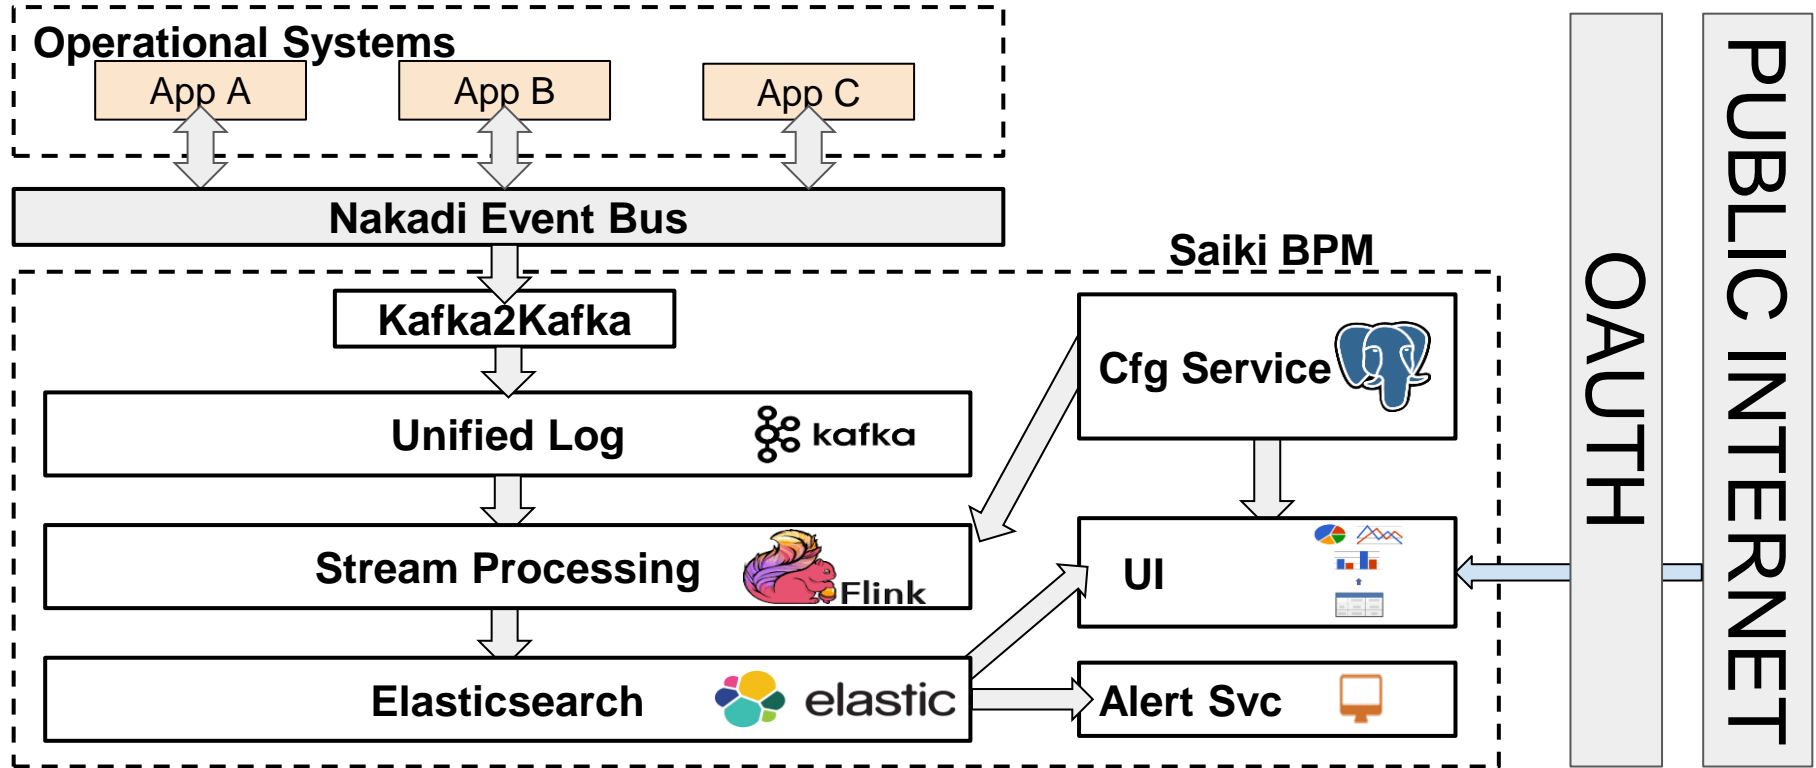 Operational Systems
App A
App B
App C
Nakadi Event Bus
Saiki BPM
Kafka2Kafka
Cfg Service
Unified Log
kafka
Stream Processing
Flink
UI
Elasticsearch
elastic
Alert Svc
OAUTH
PUBLIC INTERNET